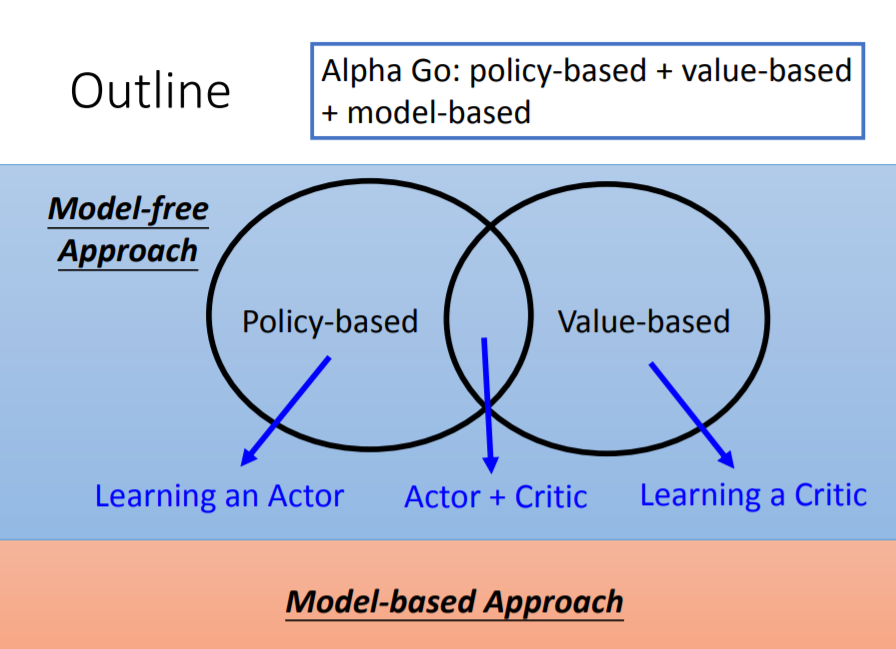 Outline
Alpha Go: policy-based + value-based
+ model-based
Model-free
Approach
Policy-based
Value-based
Learning an Actor
Actor + Critic
Learning a Critic
Model-based Approach